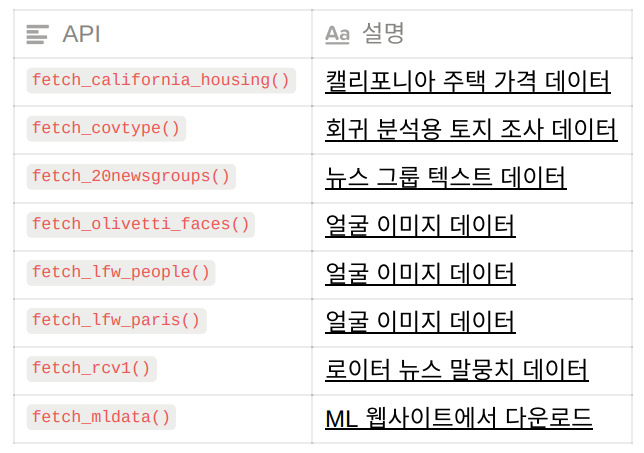 API Aa 설명
fetch_california_housing() 캘리포니아 주택 가격 데이터
fetch_covtype() 회귀 분석용 토지 조사 데이터
fetch_20newsgroups() 뉴스 그룹 텍스트 데이터
fetch_olivetti_faces() 얼굴 이미지 데이터
fetch_lfw_people() 얼굴 이미지 데이터
fetch_lfw_paris() 얼굴 이미지 데이터
fetch_rcv1() 로이터 뉴스 말뭉치 데이터
fetch_mldata() ML 웹사이트에서 다운로드